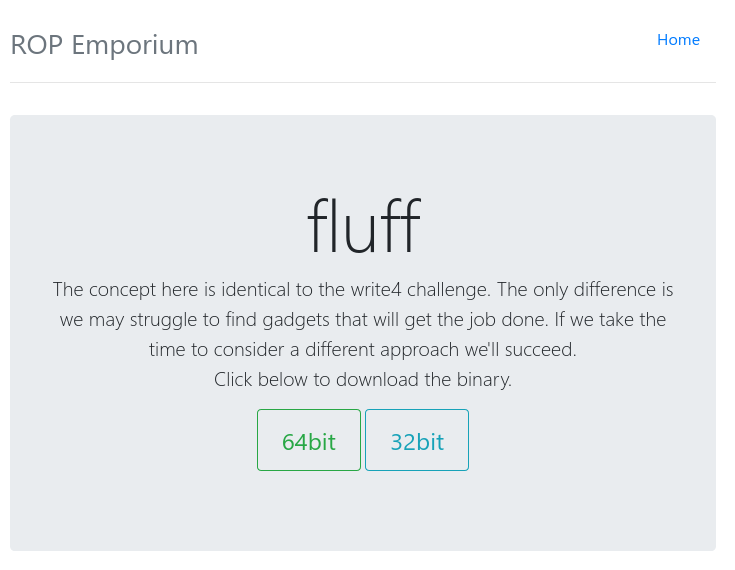 ROP Emporium
Home
fluff
The concept here is identical to the write4 challenge. The only difference is
we may struggle to find gadgets that will get the job done. If we take the
time to consider a different approach we'll succeed.
Click below to download the binary.
64bit
32bit